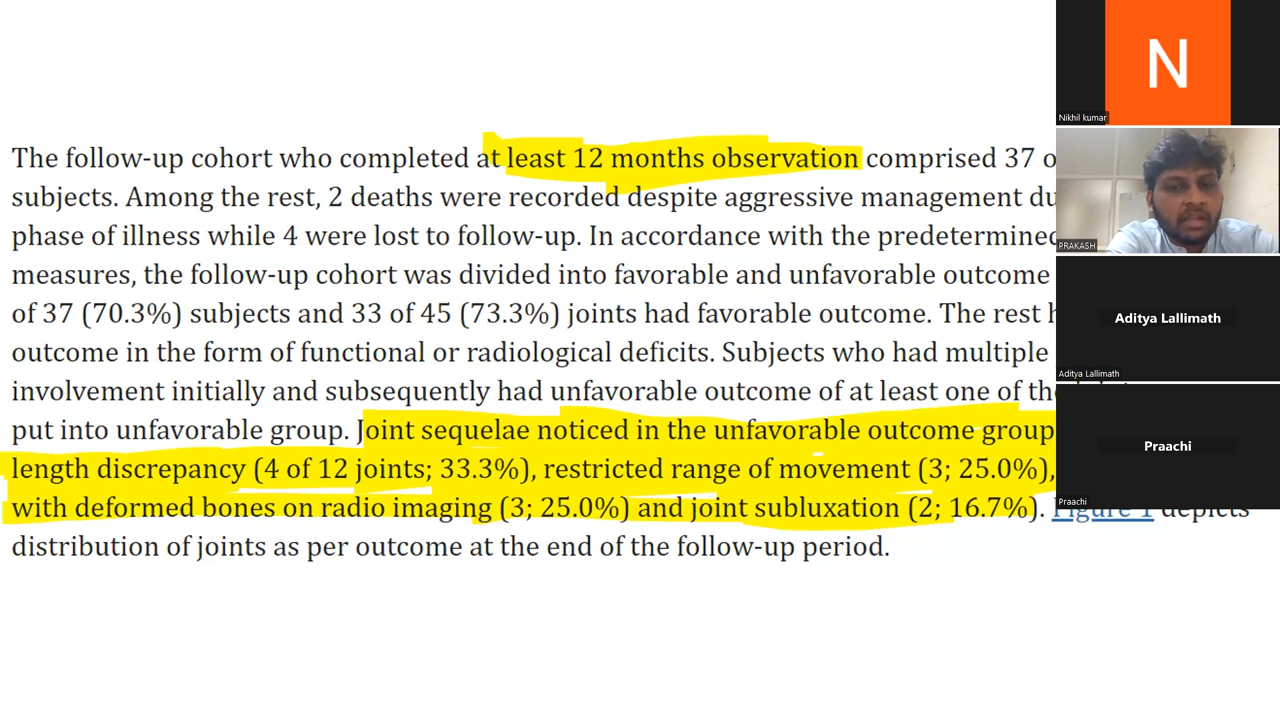 The follow-up cohort who completed at least 12 months observation comprised 37 o
subjects. Among the rest, 2 deaths were recorded despite aggressive management du
phase of illness while 4 were lost to follow-up. In accordance with the predetermined
measures, the follow-up cohort was divided into favorable and unfavorable outcome
of 37 (70.3%) subjects and 33 of 45 (73.3%) joints had favorable outcome. The rest h
outcome in the form of functional or radiological deficits. Subjects who had multiple
involvement initially and subsequently had unfavorable outcome of at least one of the
put into unfavorable group. Joint sequelae noticed in the unfavorable outcome group
length discrepancy (4 of 12 joints; 33.3%), restricted range of movement (3; 25.0%),
with deformed bones on radio imaging (3; 25.0%) and joint subluxation (2; 16.7%). Figure 1 depicts
distribution of joints as per outcome at the end of the follow-up period.
N
Nikhil kumar
PRAKASH
Aditya Lallimath
Aditya Lallimath
Praachi
Praachi